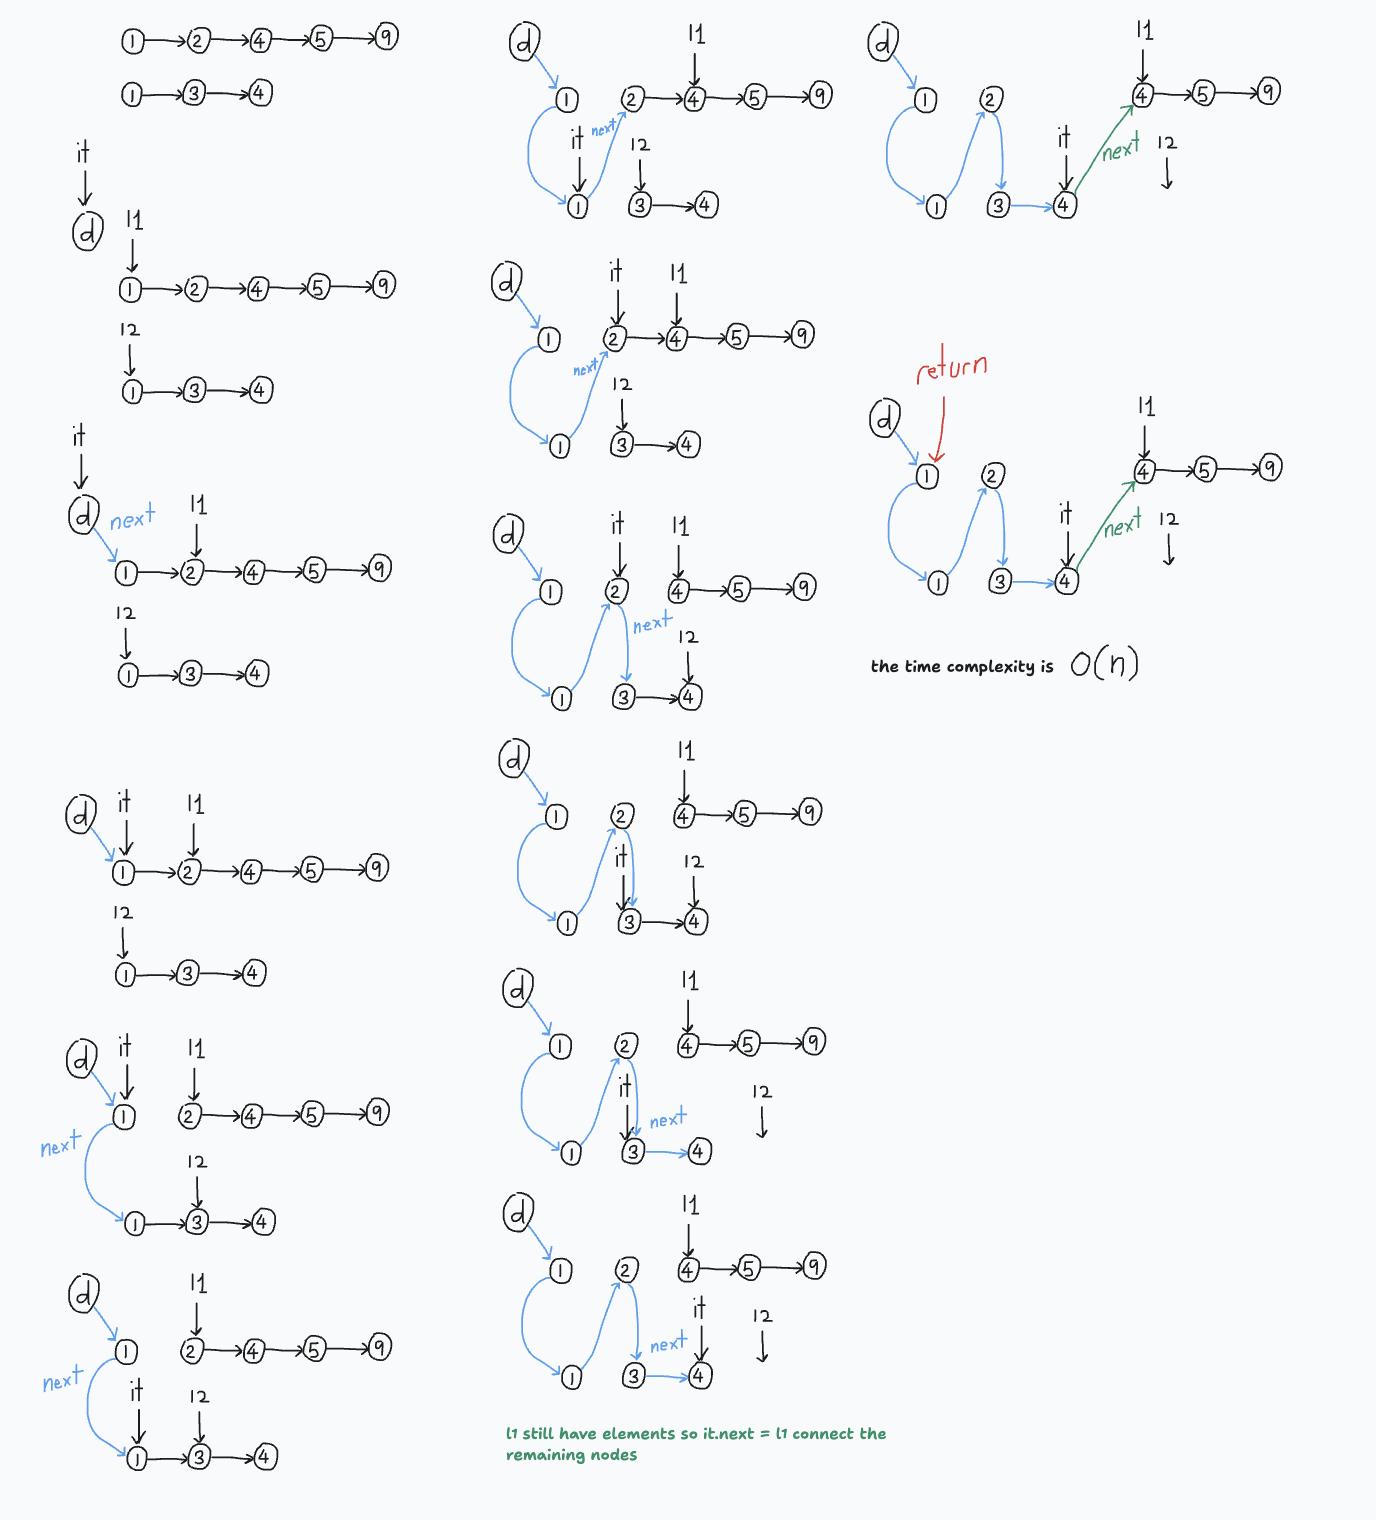 1 2 4 5 9
1 3 4
it
d
l1
1 2 4 5 9
l2
1 3 4
it
d next l1
1 2 4 5 9
l2
1 3 4
d it l1
1 2 4 5 9
l2
1 3 4
d it l1
1 2 4 5 9
next
l2
1 3 4
d l1
1 2 4 5 9
next
it l2
1 3 4
d l1
1 2 4 5 9
it next l2
1 3 4
d it l1
1 2 4 5 9
next
l2
1 3 4
d it l1
1 2 4 5 9
next
l2
1 3 4
d l1
1 2 4 5 9
it l2
1 3 4
d l1
1 2 4 5 9
it next l2
1 3 4
d l1
1 2 4 5 9
it l2
next
1 3 4
l1 still have elements so it.next = l1 connect the
remaining nodes
d l1
1 2 4 5 9
it next l2
1 3 4
return
d l1
1 2 4 5 9
it next l2
1 3 4
the time complexity is O(n)